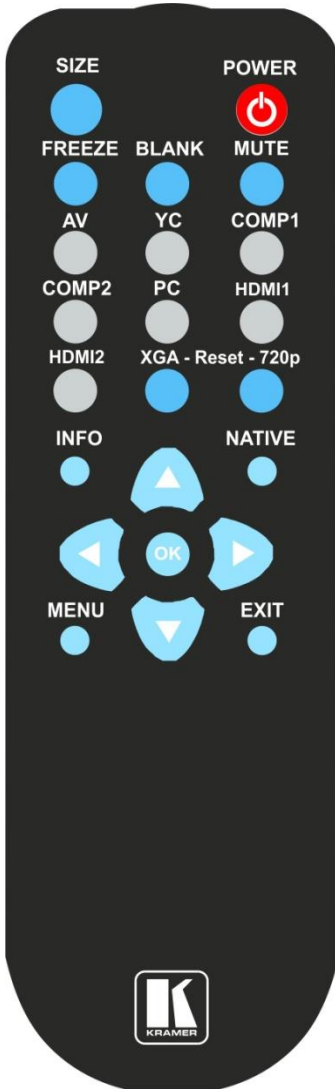 SIZE POWER
FREEZE BLANK MUTE
AV YC COMP1
COMP2 PC HDMI1
HDMI2 XGA - Reset - 720p
INFO NATIVE
OK
MENU EXIT
K
KRAMER